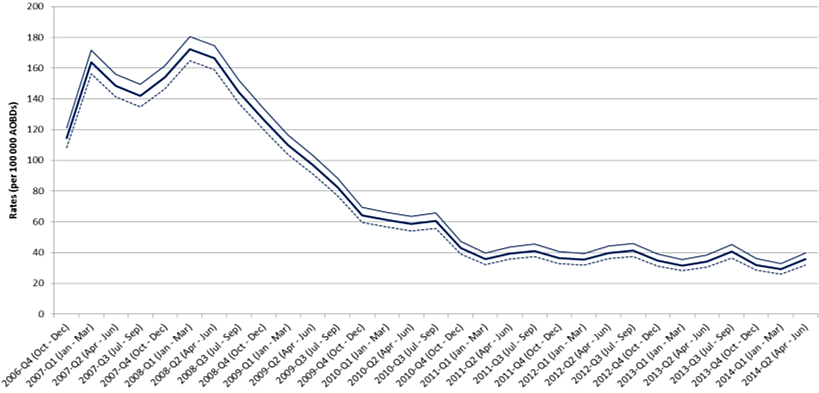 Rates (per 100 000 AOBDs)
200
180
160
140
120
100
80
60
40
20
0
2006-Q4 (Oct - Dec)
2007-Q1 (Jan - Mar)
2007-Q2 (Apr - Jun)
2007-Q3 (Jul - Sep)
2007-Q4 (Oct - Dec)
2008-Q1 (Jan - Mar)
2008-Q2 (Apr - Jun)
2008-Q3 (Jul - Sep)
2008-Q4 (Oct - Dec)
2009-Q1 (Jan - Mar)
2009-Q2 (Apr - Jun)
2009-Q3 (Jul - Sep)
2009-Q4 (Oct - Dec)
2010-Q1 (Jan - Mar)
2010-Q2 (Apr - Jun)
2010-Q3 (Jul - Sep)
2010-Q4 (Oct - Dec)
2011-Q1 (Jan - Mar)
2011-Q2 (Apr - Jun)
2011-Q3 (Jul - Sep)
2011-Q4 (Oct - Dec)
2012-Q1 (Jan - Mar)
2012-Q2 (Apr - Jun)
2012-Q3 (Jul - Sep)
2012-Q4 (Oct - Dec)
2013-Q1 (Jan - Mar)
2013-Q2 (Apr - Jun)
2013-Q3 (Jul - Sep)
2013-Q4 (Oct - Dec)
2014-Q1 (Jan - Mar)
2014-Q2 (Apr - Jun)